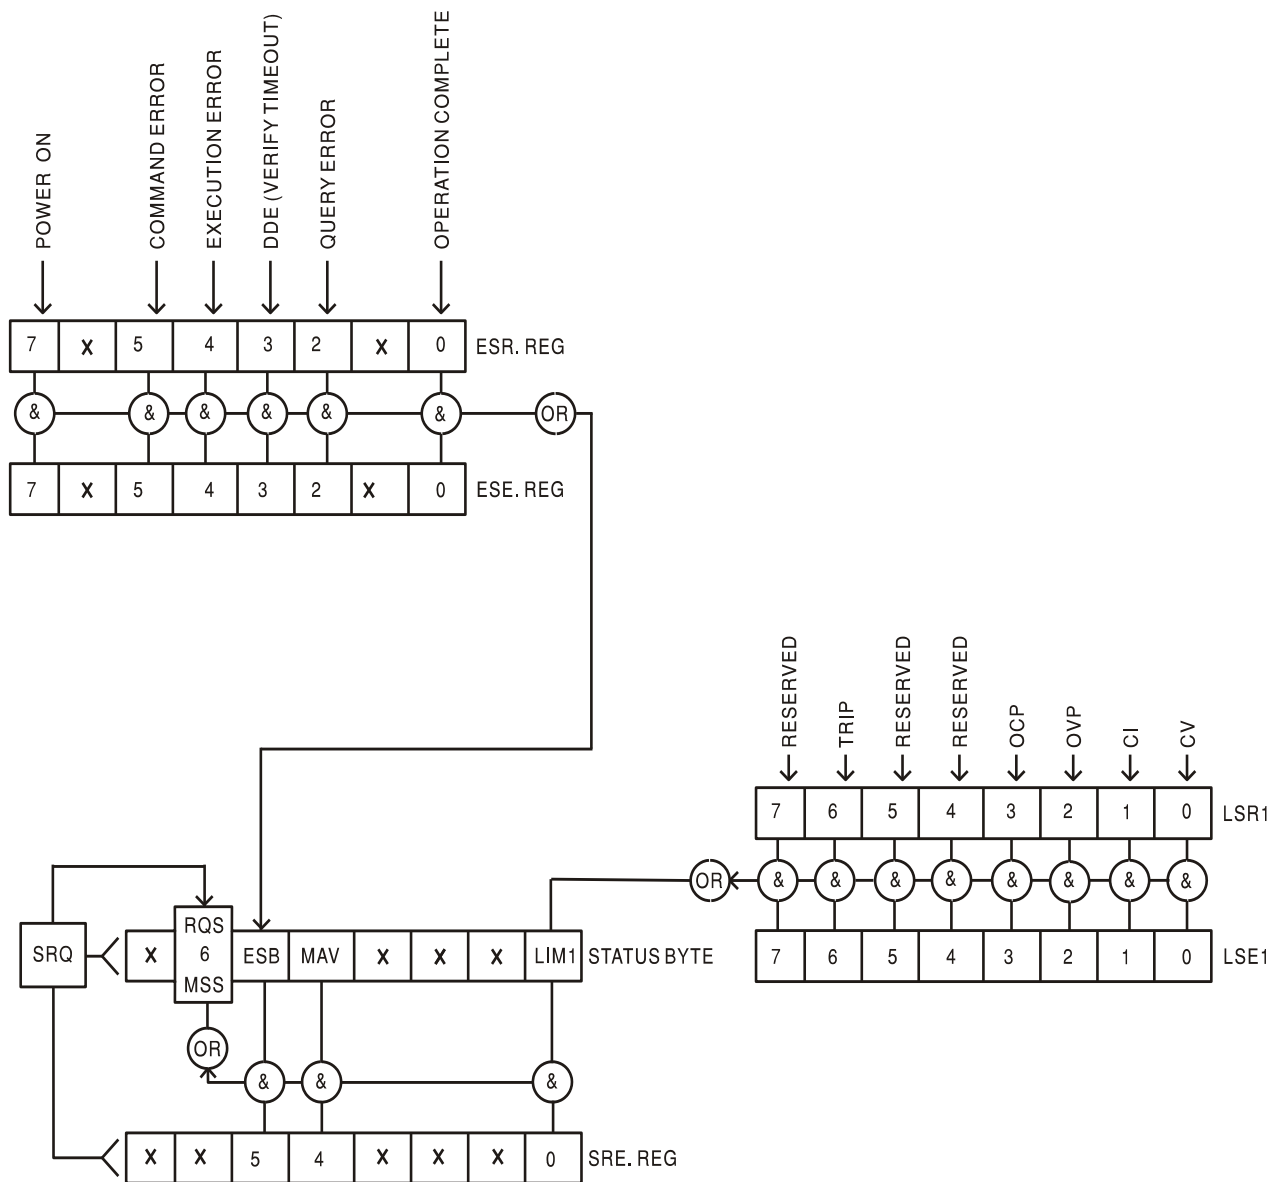 POWER ON
COMMAND ERROR
EXECUTION ERROR
DDE (VERIFY TIMEOUT)
QUERY ERROR
OPERATION COMPLETE
7 X 5 4 3 2 X 0 ESR. REG
& & & & & & OR
7 X 5 4 3 2 X 0 ESE. REG
RESERVED
TRIP
RESERVED
RESERVED
OCP
OVP
CI
CV
7 6 5 4 3 2 1 0 LSR1
OR & & & & & & & &
7 6 5 4 3 2 1 0 LSE1
SRQ
X RQS 6 MSS ESB MAV X X X LIM1 STATUS BYTE
OR
& & &
X X 5 4 X X X 0 SRE. REG